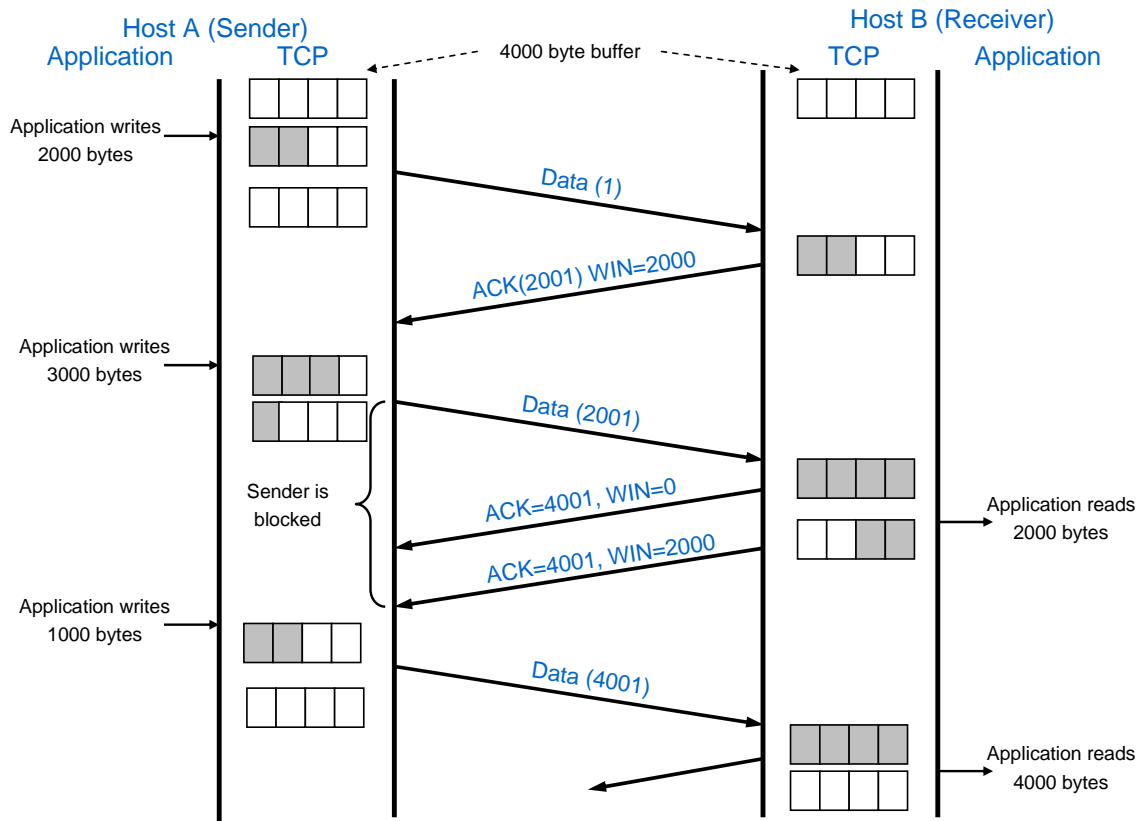 Host A (Sender)
Host B (Receiver)
Application
TCP
4000 byte buffer
TCP
Application
Application writes
2000 bytes
Data (1)
ACK(2001) WIN=2000
Application writes
3000 bytes
Data (2001)
Sender is
blocked
ACK=4001, WIN=0
Application reads
2000 bytes
ACK=4001, WIN=2000
Application writes
1000 bytes
Data (4001)
Application reads
4000 bytes